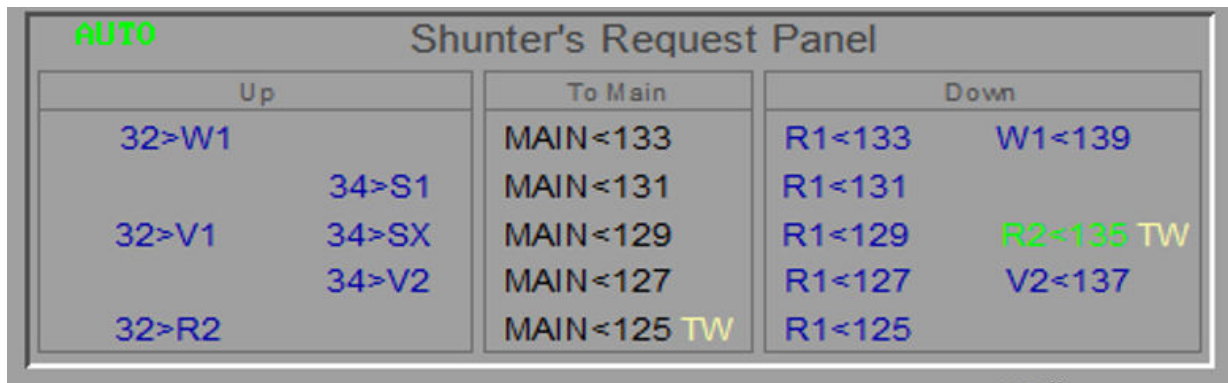 AUTO Shunter's Request Panel
Up To Main Down
32>W1 MAIN<133 R1<133 W1<139
34>S1 MAIN<131 R1<131
32>V1 34>SX MAIN<129 R1<129 R2<135 TW
34>V2 MAIN<127 R1<127 V2<137
32>R2 MAIN<125 TW R1<125